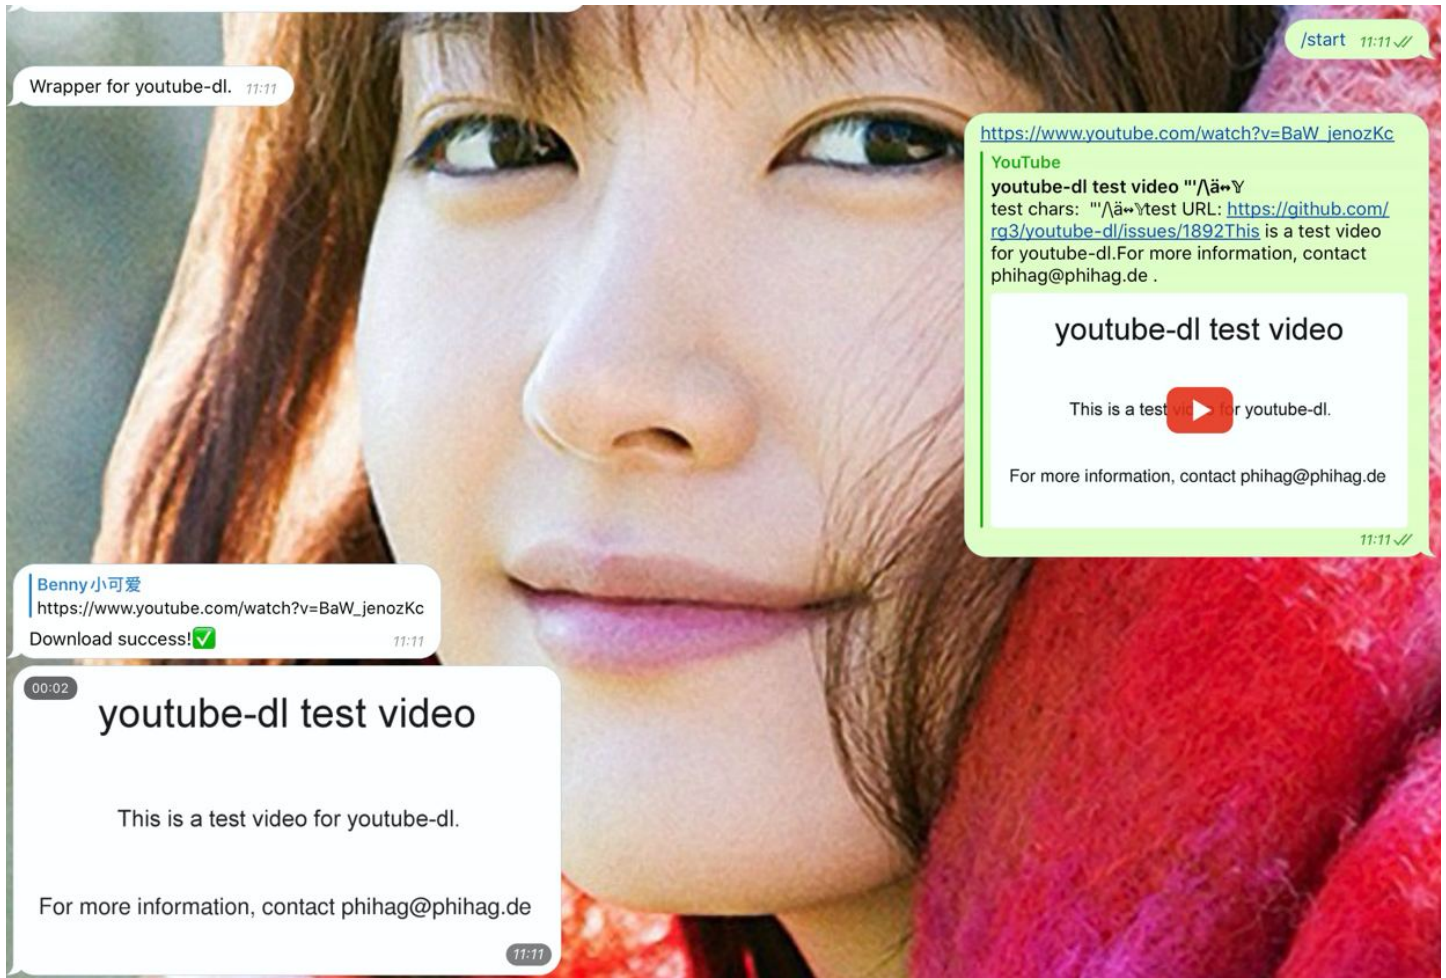 /start 11:11
Wrapper for youtube-dl. 11:11
https://www.youtube.com/watch?v=BaW_jenozKc
YouTube
youtube-dl test video "'/\ä↭𝕐
test chars: "'/\ä↭𝕐test URL: https://github.com/
rg3/youtube-dl/issues/1892This is a test video
for youtube-dl.For more information, contact
phihag@phihag.de .
youtube-dl test video
This is a test video for youtube-dl.
For more information, contact phihag@phihag.de
11:11
Benny小可爱
https://www.youtube.com/watch?v=BaW_jenozKc
Download success!✅ 11:11
00:02
youtube-dl test video
This is a test video for youtube-dl.
For more information, contact phihag@phihag.de
11:11